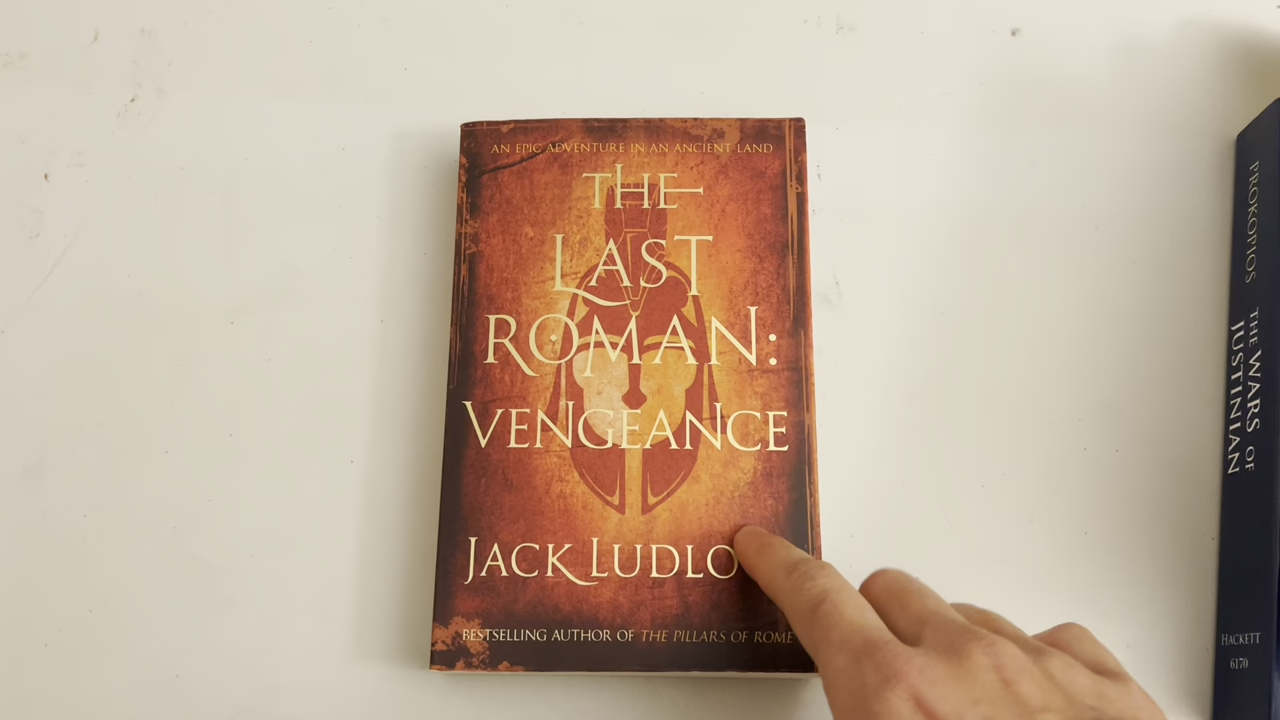 AN EPIC ADVENTURE IN AN ANCIENT LAND
THE
LAST
ROMAN:
VENGEANCE
JACK LUDLO
BESTSELLING AUTHOR OF THE PILLARS OF ROME
PROKOPIOS THE WARS OF
JUSTINIAN
HACKETT
6170